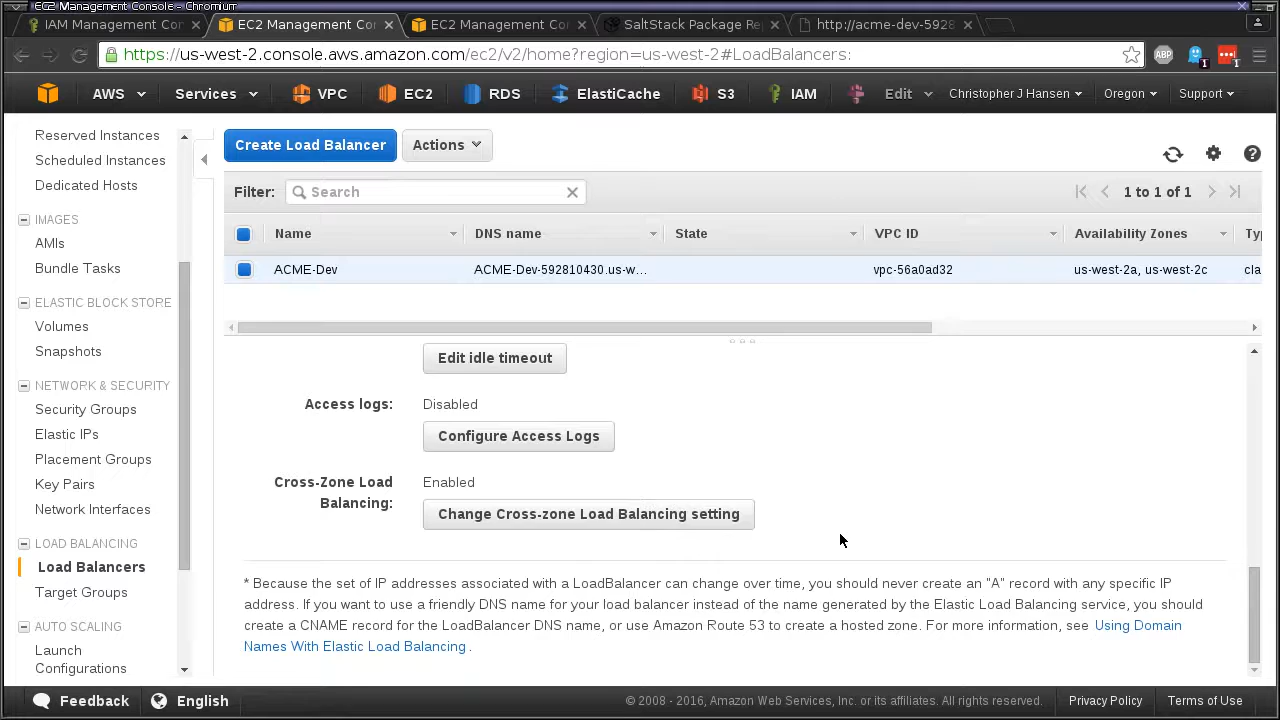 EC2 Management Console - Chromium
IAM Management Con
EC2 Management Con
EC2 Management Con
SaltStack Package Re
http://acme-dev-5928
https://us-west-2.console.aws.amazon.com/ec2/v2/home?region=us-west-2#LoadBalancers:
ABP
1
1
AWS
Services
VPC
EC2
RDS
ElastiCache
S3
IAM
Edit
Christopher J Hansen
Oregon
Support
Reserved Instances
Scheduled Instances
Dedicated Hosts
IMAGES
AMIs
Bundle Tasks
ELASTIC BLOCK STORE
Volumes
Snapshots
NETWORK & SECURITY
Security Groups
Elastic IPs
Placement Groups
Key Pairs
Network Interfaces
LOAD BALANCING
Load Balancers
Target Groups
AUTO SCALING
Launch
Configurations
Create Load Balancer
Actions
Filter:
Search
1 to 1 of 1
Name
DNS name
State
VPC ID
Availability Zones
Ty
ACME-Dev
ACME-Dev-592810430.us-w...
vpc-56a0ad32
us-west-2a, us-west-2c
cla
Edit idle timeout
Access logs:
Disabled
Configure Access Logs
Cross-Zone Load
Balancing:
Enabled
Change Cross-zone Load Balancing setting
* Because the set of IP addresses associated with a LoadBalancer can change over time, you should never create an "A" record with any specific IP
address. If you want to use a friendly DNS name for your load balancer instead of the name generated by the Elastic Load Balancing service, you should
create a CNAME record for the LoadBalancer DNS name, or use Amazon Route 53 to create a hosted zone. For more information, see Using Domain
Names With Elastic Load Balancing.
Feedback
English
© 2008 - 2016, Amazon Web Services, Inc. or its affiliates. All rights reserved.
Privacy Policy
Terms of Use